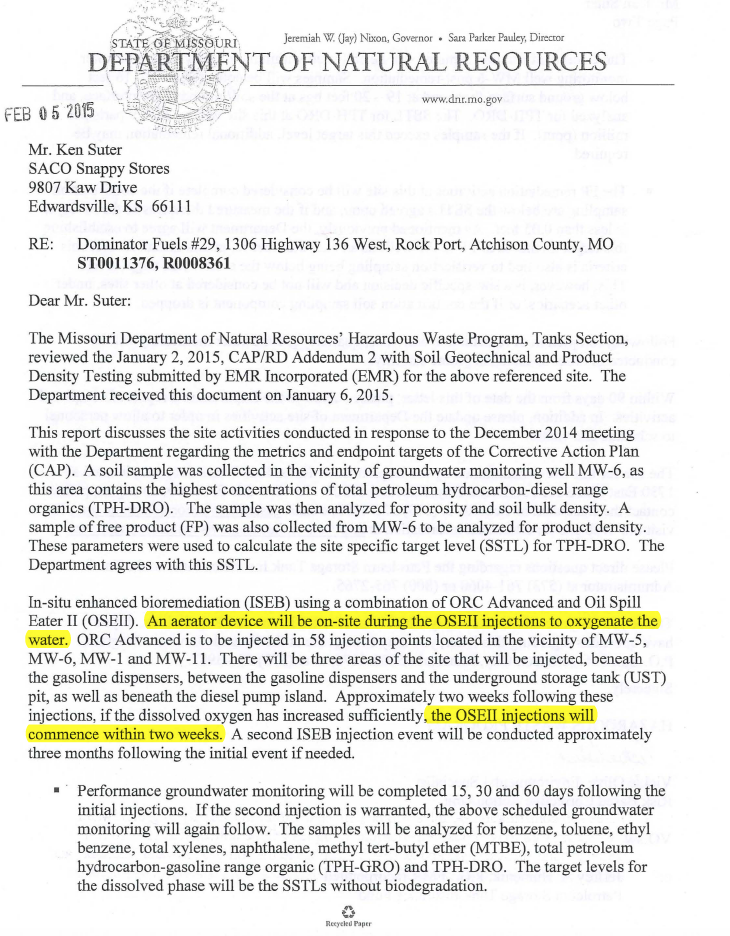 Jeremiah W. (Jay) Nixon, Governor • Sara Parker Pauley, Director
STATE OF MISSOURI
DEPARTMENT OF NATURAL RESOURCES
www.dnr.mo.gov
FEB 05 2015
Mr. Ken Suter
SACO Snappy Stores
9807 Kaw Drive
Edwardsville, KS 66111
RE: Dominator Fuels #29, 1306 Highway 136 West, Rock Port, Atchison County, MO
ST0011376, R0008361
Dear Mr. Suter:
The Missouri Department of Natural Resources' Hazardous Waste Program, Tanks Section,
reviewed the January 2, 2015, CAP/RD Addendum 2 with Soil Geotechnical and Product
Density Testing submitted by EMR Incorporated (EMR) for the above referenced site. The
Department received this document on January 6, 2015.
This report discusses the site activities conducted in response to the December 2014 meeting
with the Department regarding the metrics and endpoint targets of the Corrective Action Plan
(CAP). A soil sample was collected in the vicinity of groundwater monitoring well MW-6, as
this area contains the highest concentrations of total petroleum hydrocarbon-diesel range
organics (TPH-DRO). The sample was then analyzed for porosity and soil bulk density. A
sample of free product (FP) was also collected from MW-6 to be analyzed for product density.
These parameters were used to calculate the site specific target level (SSTL) for TPH-DRO. The
Department agrees with this SSTL.
In-situ enhanced bioremediation (ISEB) using a combination of ORC Advanced and Oil Spill
Eater II (OSEII). An aerator device will be on-site during the OSEII injections to oxygenate the
water. ORC Advanced is to be injected in 58 injection points located in the vicinity of MW-5,
MW-6, MW-1 and MW-11. There will be three areas of the site that will be injected, beneath
the gasoline dispensers, between the gasoline dispensers and the underground storage tank (UST)
pit, as well as beneath the diesel pump island. Approximately two weeks following these
injections, if the dissolved oxygen has increased sufficiently, the OSEII injections will
commence within two weeks. A second ISEB injection event will be conducted approximately
three months following the initial event if needed.
▪ Performance groundwater monitoring will be completed 15, 30 and 60 days following the
initial injections. If the second injection is warranted, the above scheduled groundwater
monitoring will again follow. The samples will be analyzed for benzene, toluene, ethyl
benzene, total xylenes, naphthalene, methyl tert-butyl ether (MTBE), total petroleum
hydrocarbon-gasoline range organic (TPH-GRO) and TPH-DRO. The target levels for
the dissolved phase will be the SSTLs without biodegradation.
Recycled Paper